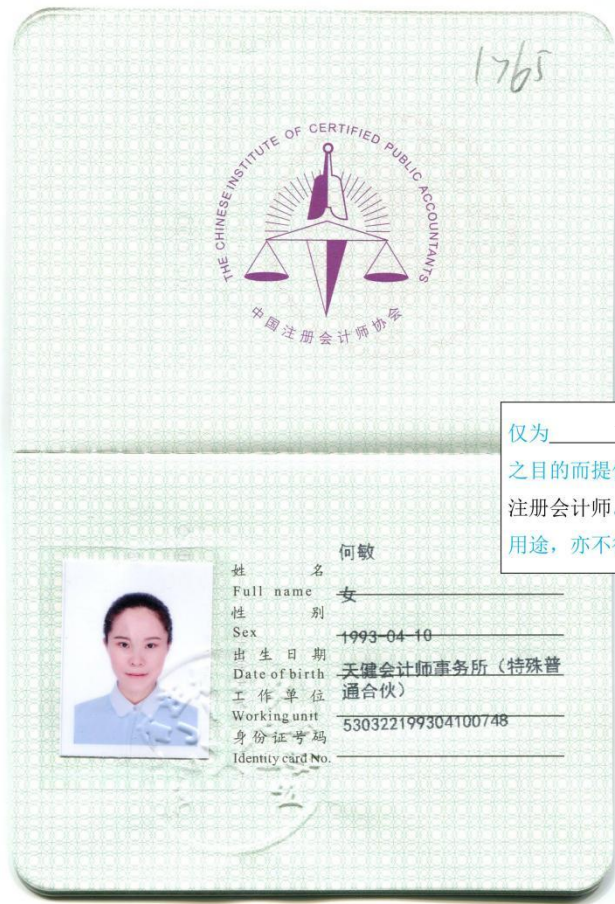 1765
THE CHINESE INSTITUTE OF CERTIFIED PUBLIC ACCOUNTANTS
中国注册会计师协会
仅为
之目的而提
注册会计师
用途，亦不
姓 名 何敏
Full name
性 别 女
Sex
出生日期 1993-04-10
Date of birth
工作单位 天健会计师事务所（特殊普
Working unit 通合伙）
身份证号码 530322199304100748
Identity card No.